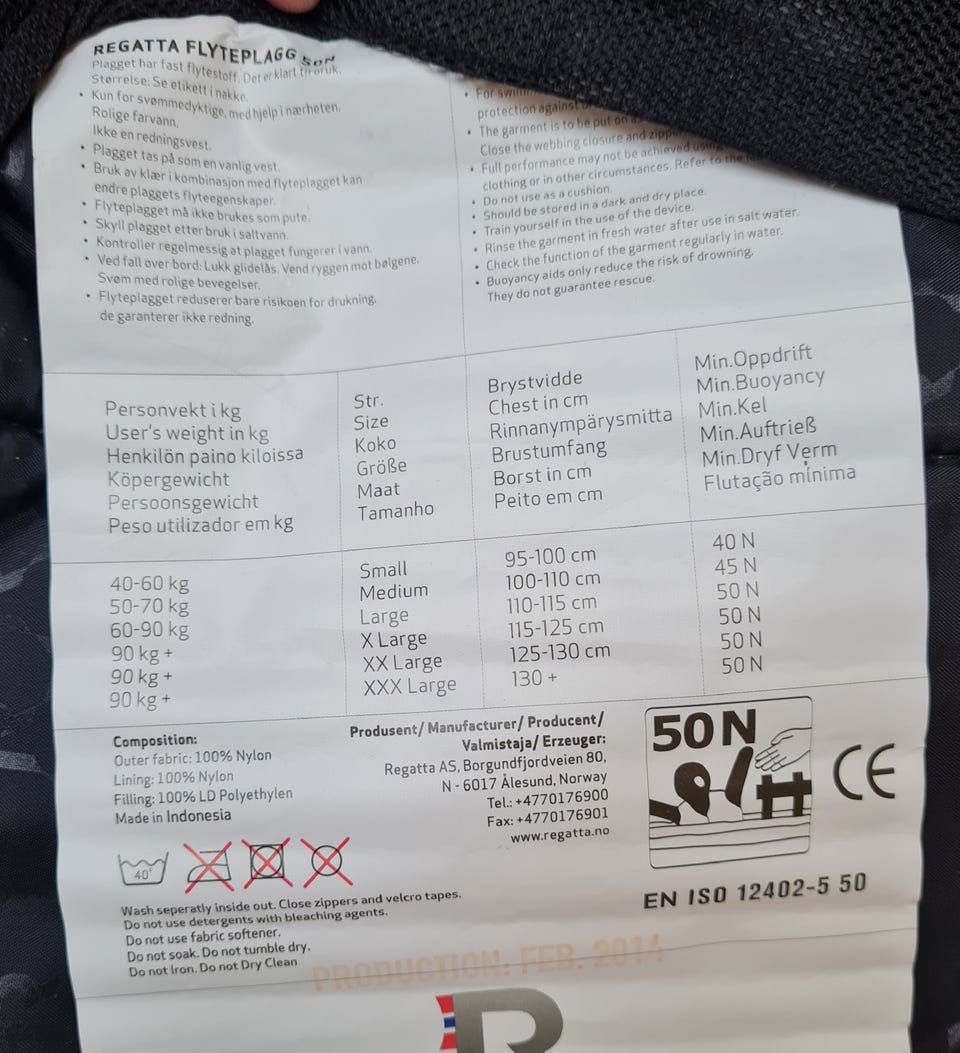 REGATTA FLYTEPLAGG 50N
Plagget har fast flytestoff. Det er klart til bruk.
Størrelse: Se etikett i nakke.
• Kun for svømmedyktige, med hjelp i nærheten.
Rolige farvann.
Ikke en redningsvest.
• Plagget tas på som en vanlig vest.
• Bruk av klær i kombinasjon med flyteplagget kan
endre plaggets flyteegenskaper.
• Flyteplagget må ikke brukes som pute.
• Skyll plagget etter bruk i saltvann.
• Kontroller regelmessig at plagget fungerer i vann.
• Ved fall over bord: Lukk glidelås. Vend ryggen mot bølgene.
Svøm med rolige bevegelser.
• Flyteplagget reduserer bare risikoen for drukning,
de garanterer ikke redning.
• For swim
protection against
• The garment is to be put on as
Close the webbing closure and zipp
• Full performance may not be achieved using
clothing or in other circumstances. Refer to the
• Do not use as a cushion.
• Should be stored in a dark and dry place.
• Train yourself in the use of the device.
• Rinse the garment in fresh water after use in salt water.
• Check the function of the garment regularly in water.
• Buoyancy aids only reduce the risk of drowning.
They do not guarantee rescue.
Personvekt i kg
User's weight in kg
Henkilön paino kiloissa
Köpergewicht
Persoonsgewicht
Peso utilizador em kg
Str.
Size
Koko
Größe
Maat
Tamanho
Brystvidde
Chest in cm
Rinnanympärysmitta
Brustumfang
Borst in cm
Peito em cm
Min.Oppdrift
Min.Buoyancy
Min.Kel
Min.Auftrieß
Min.Dryf Verm
Flutação mínima
40-60 kg Small 95-100 cm 40 N
50-70 kg Medium 100-110 cm 45 N
60-90 kg Large 110-115 cm 50 N
90 kg + X Large 115-125 cm 50 N
90 kg + XX Large 125-130 cm 50 N
90 kg + XXX Large 130 + 50 N
Composition:
Outer fabric: 100% Nylon
Lining: 100% Nylon
Filling: 100% LD Polyethylen
Made in Indonesia
Produsent/ Manufacturer/ Producent/
Valmistaja/ Erzeuger:
Regatta AS, Borgundfjordveien 80,
N - 6017 Ålesund, Norway
Tel.: +4770176900
Fax: +4770176901
www.regatta.no
50N
CE
EN ISO 12402-5 50
40°
Wash seperatly inside out. Close zippers and velcro tapes.
Do not use detergents with bleaching agents.
Do not use fabric softener.
Do not soak. Do not tumble dry.
Do not Iron. Do not Dry Clean
PRODUCTION: FEB. 2014
R